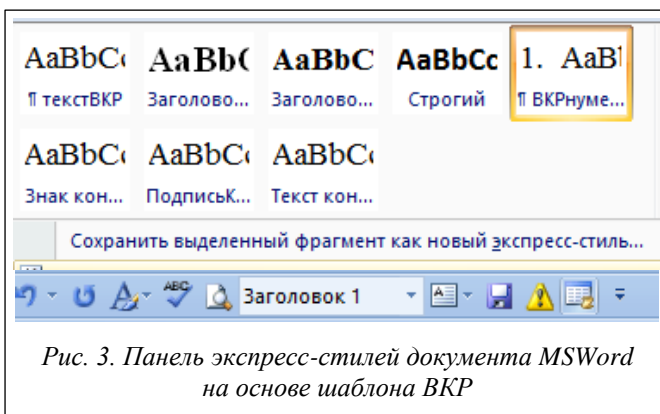 AaBbCc AaBb( AaBbC AaBbCc 1. AaB
¶ текстВКР Заголово... Заголово... Строгий ¶ ВКРнуме...
AaBbCc AaBbCc AaBbCc
Знак кон... ПодписьК... Текст кон...
Сохранить выделенный фрагмент как новый экспресс-стиль...
ABC Заголовок 1
Рис. 3. Панель экспресс-стилей документа MSWord
на основе шаблона ВКР